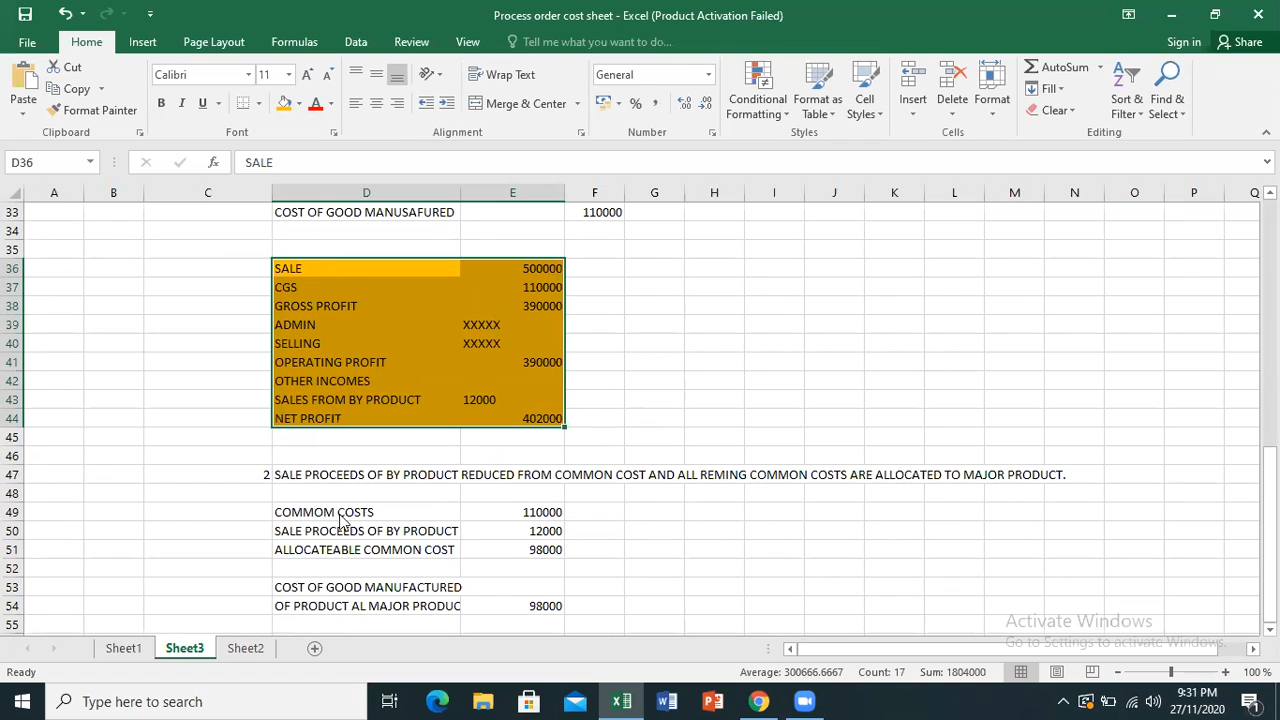 Process order cost sheet - Excel (Product Activation Failed)
File Home Insert Page Layout Formulas Data Review View Tell me what you want to do... Sign in Share
Paste Cut Copy Format Painter Clipboard
Calibri 11 A A B I U A Font
Wrap Text Merge & Center Alignment
General % , Number
Conditional Formatting Format as Table Cell Styles Styles
Insert Delete Format Cells
AutoSum Fill Clear Sort & Filter Find & Select Editing
D36 fx SALE
A B C D E F G H I J K L M N O P Q
33 COST OF GOOD MANUSAFURED 110000
34
35
36 SALE 500000
37 CGS 110000
38 GROSS PROFIT 390000
39 ADMIN XXXXX
40 SELLING XXXXX
41 OPERATING PROFIT 390000
42 OTHER INCOMES
43 SALES FROM BY PRODUCT 12000
44 NET PROFIT 402000
45
46
47 2 SALE PROCEEDS OF BY PRODUCT REDUCED FROM COMMON COST AND ALL REMING COMMON COSTS ARE ALLOCATED TO MAJOR PRODUCT.
48
49 COMMOM COSTS 110000
50 SALE PROCEEDS OF BY PRODUCT 12000
51 ALLOCATEABLE COMMON COST 98000
52
53 COST OF GOOD MANUFACTURED
54 OF PRODUCT AL MAJOR PRODUC 98000
55
Activate Windows
Go to Settings to activate Windows.
Sheet1 Sheet3 Sheet2
Ready Average: 300666.6667 Count: 17 Sum: 1804000 100 %
Type here to search
9:31 PM
27/11/2020